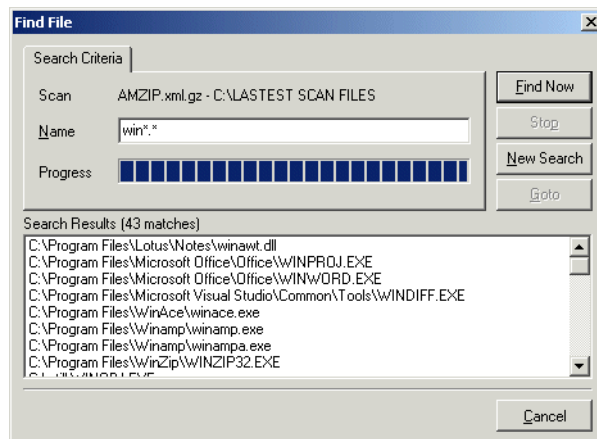 Find File
Search Criteria
Scan AMZIP.xml.gz - C:\LASTEST SCAN FILES
Find Now
Name win*.*
Stop
Progress
New Search
Goto
Search Results (43 matches)
C:\Program Files\Lotus\Notes\winawt.dll
C:\Program Files\Microsoft Office\Office\WINPROJ.EXE
C:\Program Files\Microsoft Office\Office\WINWORD.EXE
C:\Program Files\Microsoft Visual Studio\Common\Tools\WINDIFF.EXE
C:\Program Files\WinAce\winace.exe
C:\Program Files\Winamp\winamp.exe
C:\Program Files\Winamp\winampa.exe
C:\Program Files\WinZip\WINZIP32.EXE
Cancel